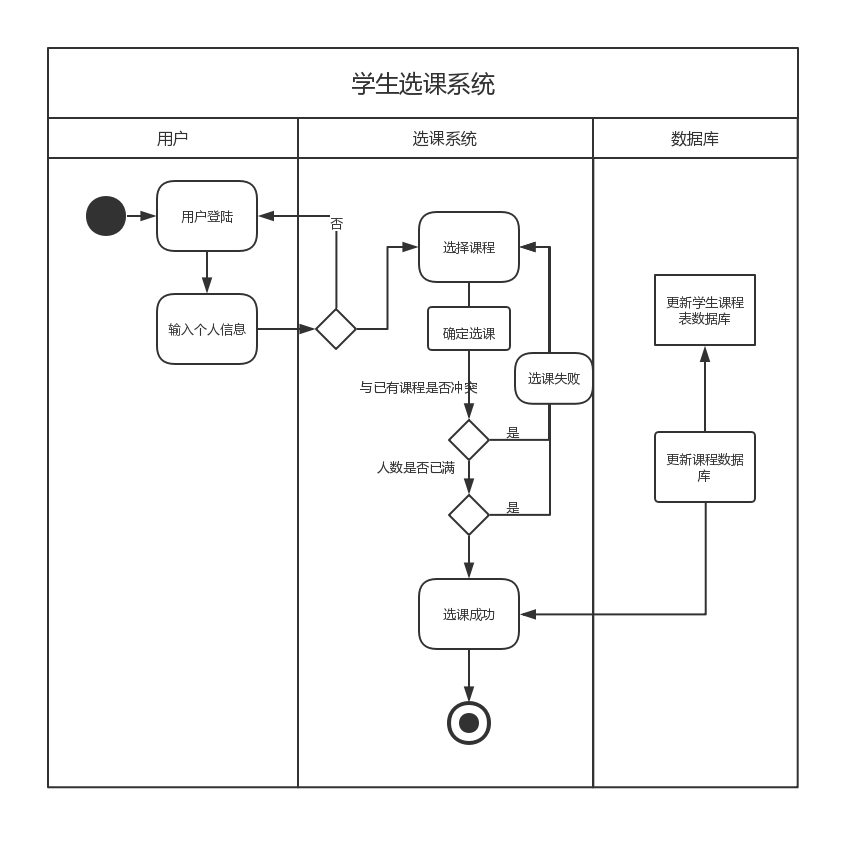 学生选课系统
用户
选课系统
数据库
用户登陆
否
选择课程
输入个人信息
确定选课
更新学生课程
表数据库
选课失败
与已有课程是否冲突
是
人数是否已满
更新课程数据
库
是
选课成功